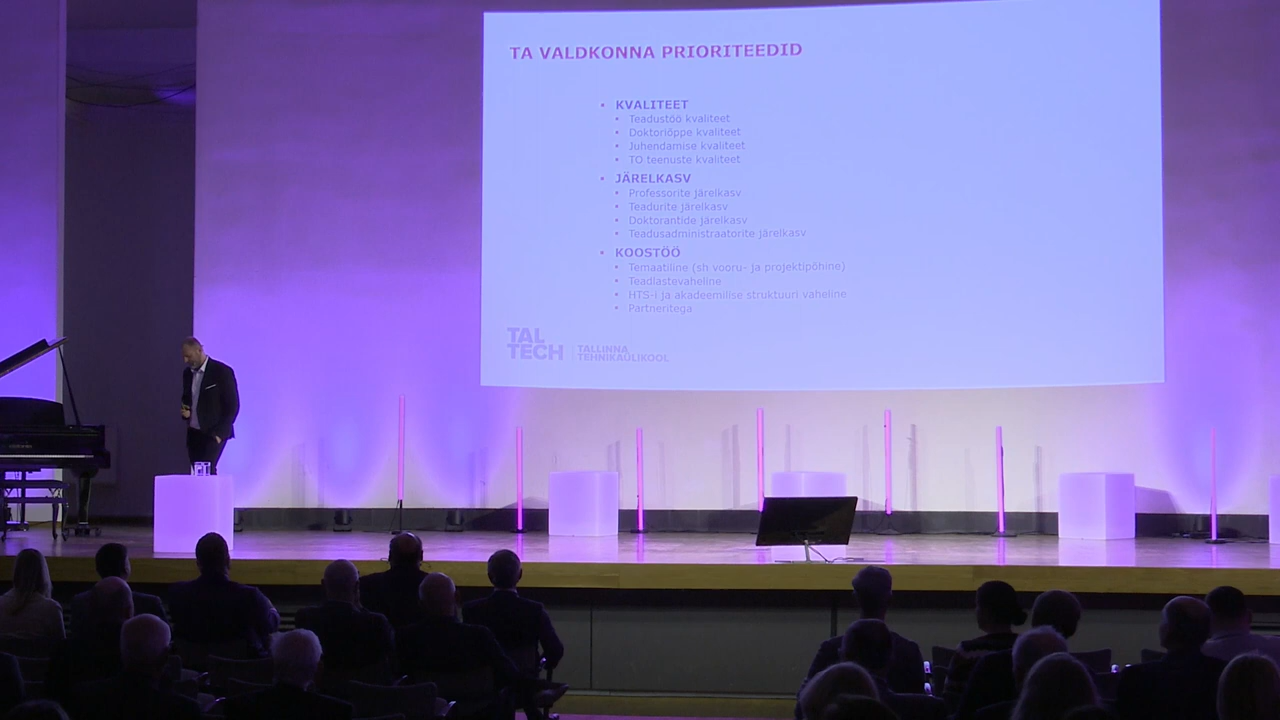 TA VALDKONNA PRIORITEEDID
• KVALITEET
• Teadustöö kvaliteet
• Doktoriõppe kvaliteet
• Juhendamise kvaliteet
• TO teenuste kvaliteet
• JÄRELKASV
• Professorite järelkasv
• Teadurite järelkasv
• Doktorantide järelkasv
• Teadusadministraatorite järelkasv
• KOOSTÖÖ
• Temaatiline (sh vooru- ja projektipõhine)
• Teadlastevaheline
• HTS-i ja akadeemilise struktuuri vaheline
• Partneritega
TAL
TECH
TALLINNA
TEHNIKAÜLIKOOL